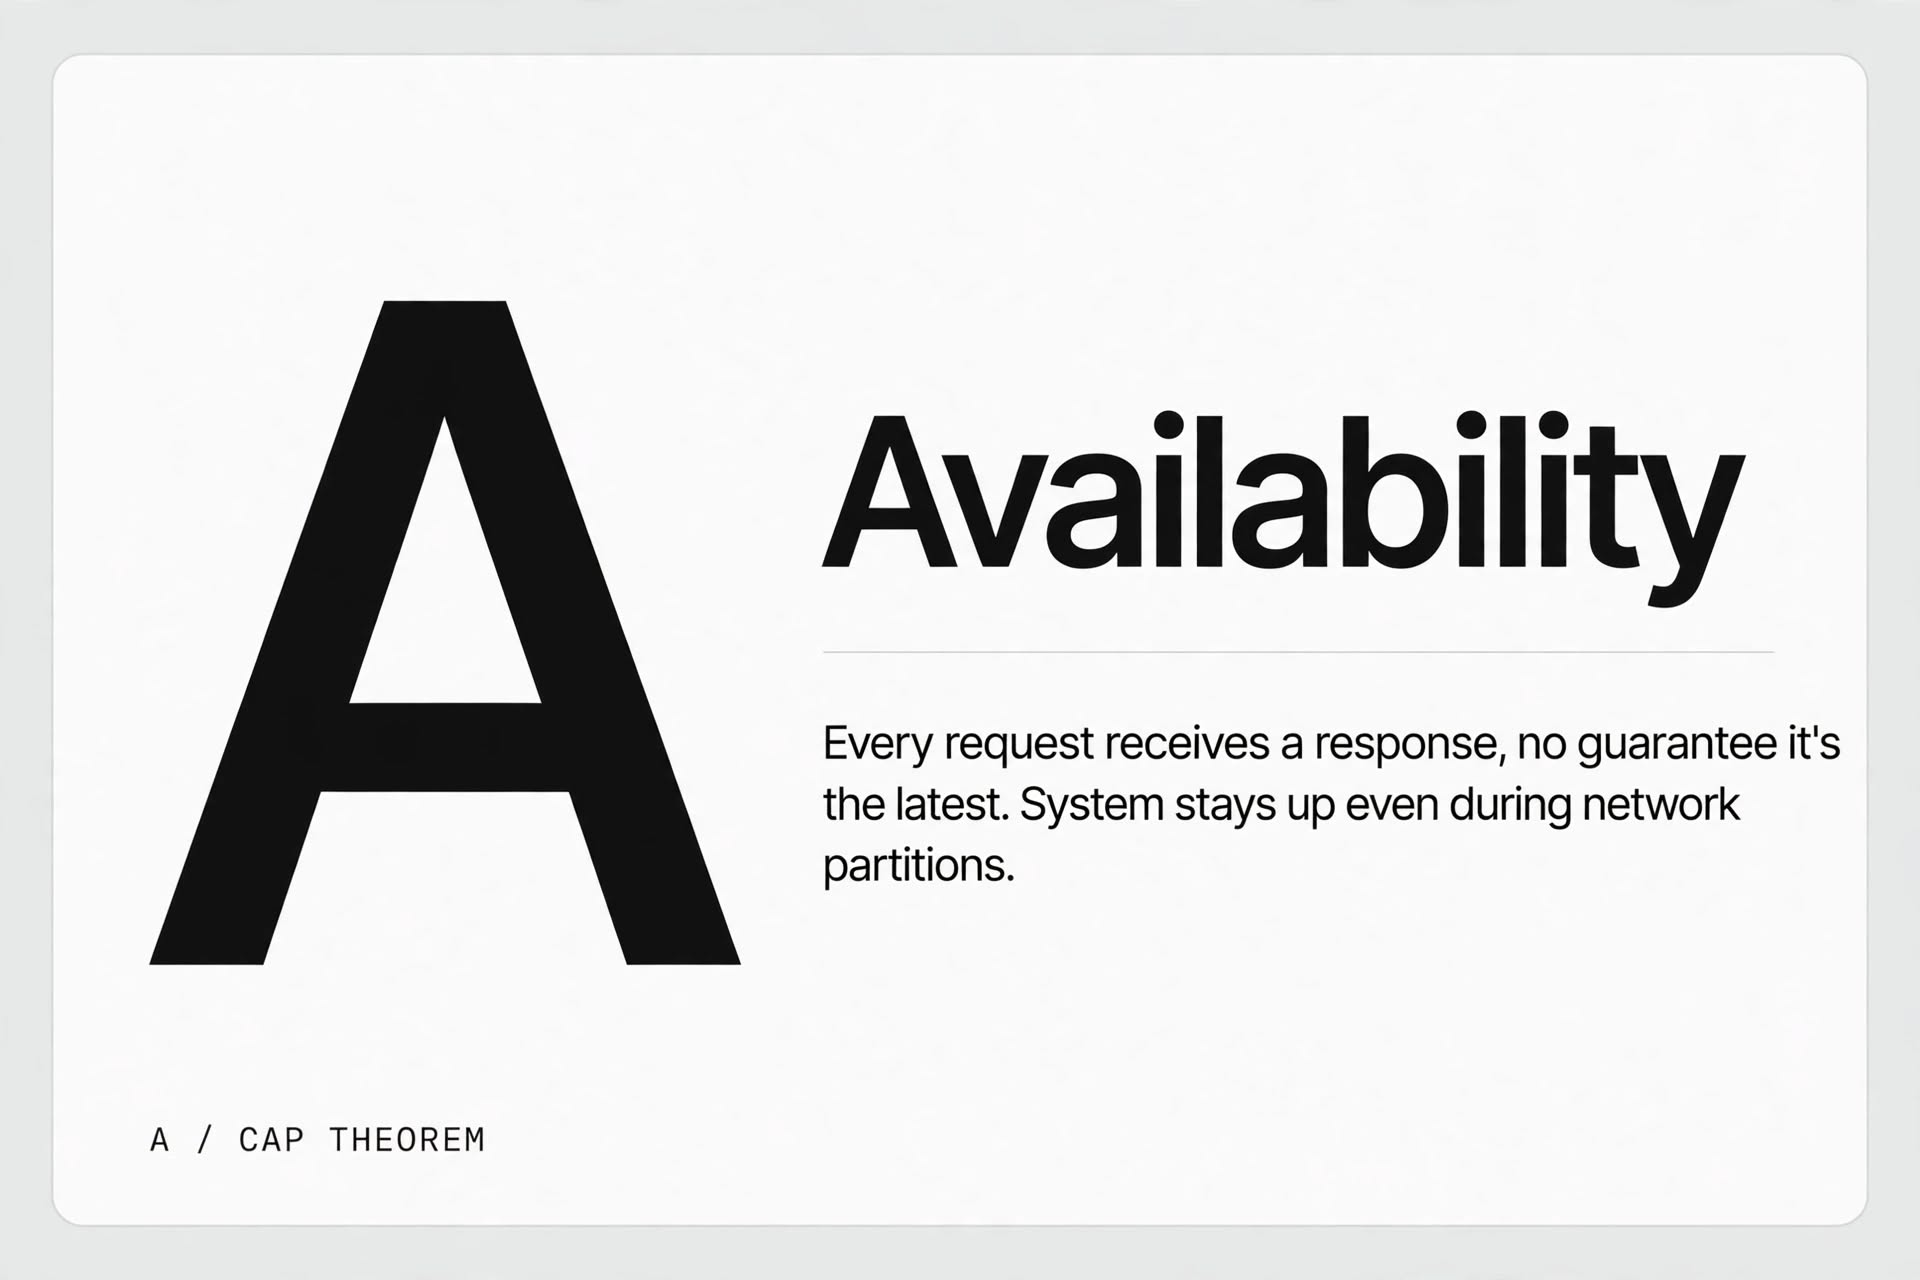 A
Availability
Every request receives a response, no guarantee it's
the latest. System stays up even during network
partitions.
A / CAP THEOREM